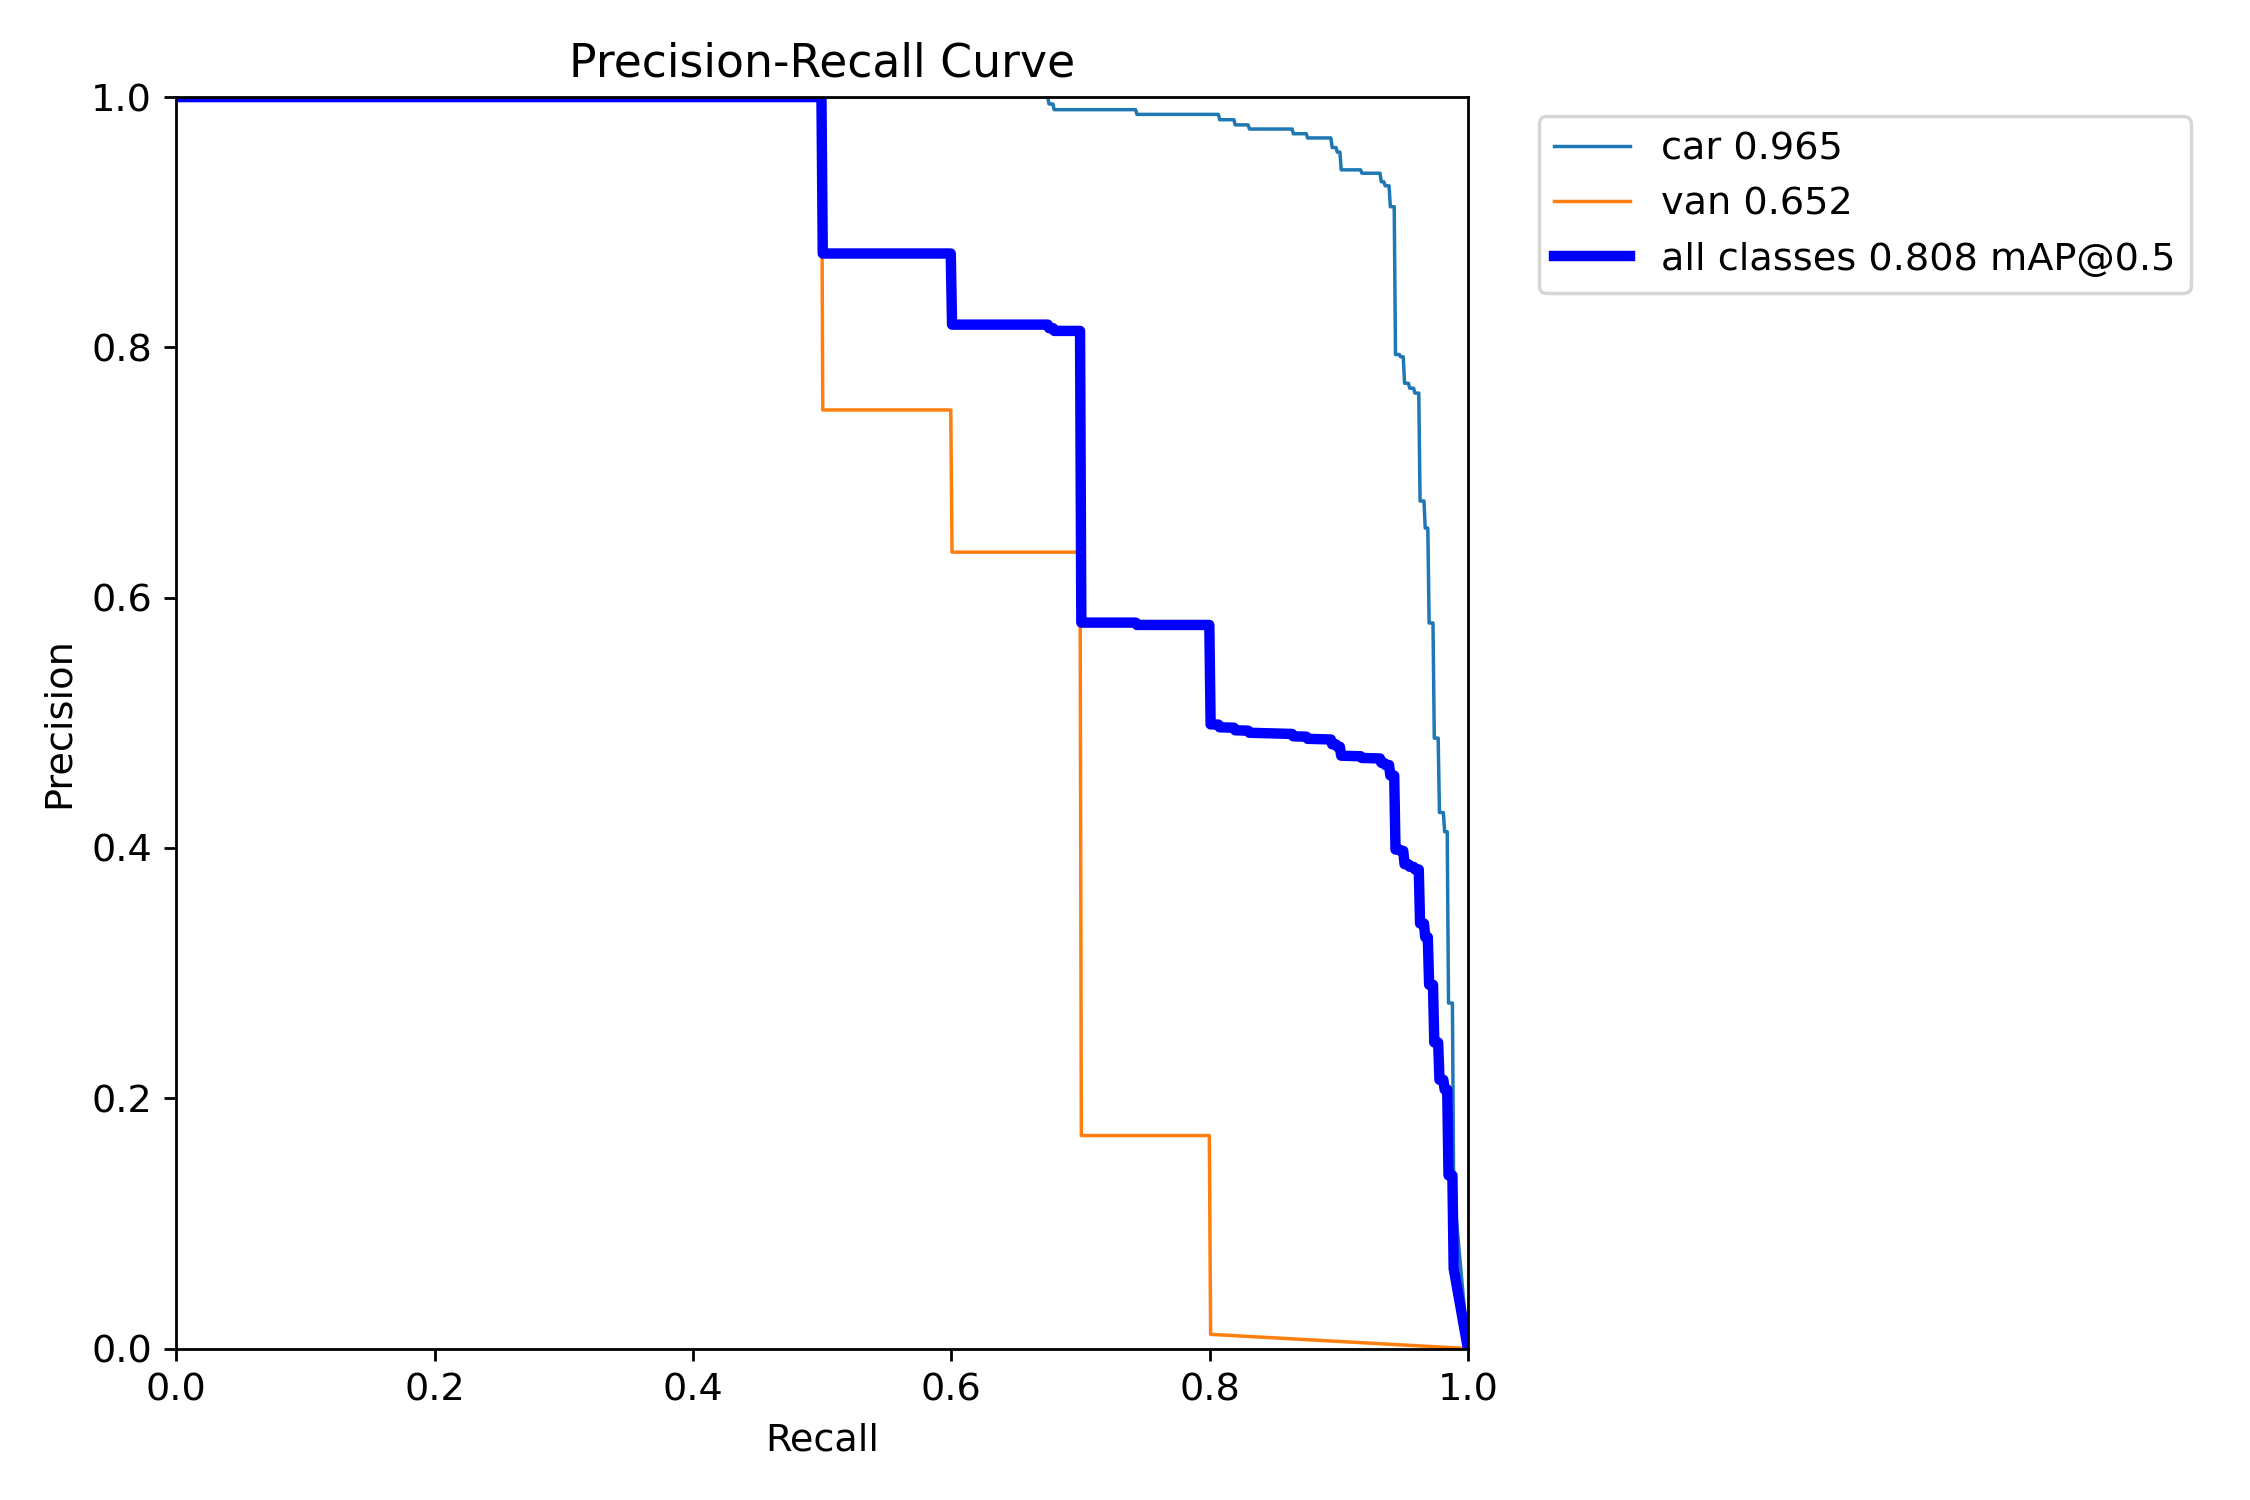 Precision-Recall Curve
1.0
0.8
0.6
0.4
0.2
0.0
Precision
0.0 0.2 0.4 0.6 0.8 1.0
Recall
car 0.965
van 0.652
all classes 0.808 mAP@0.5